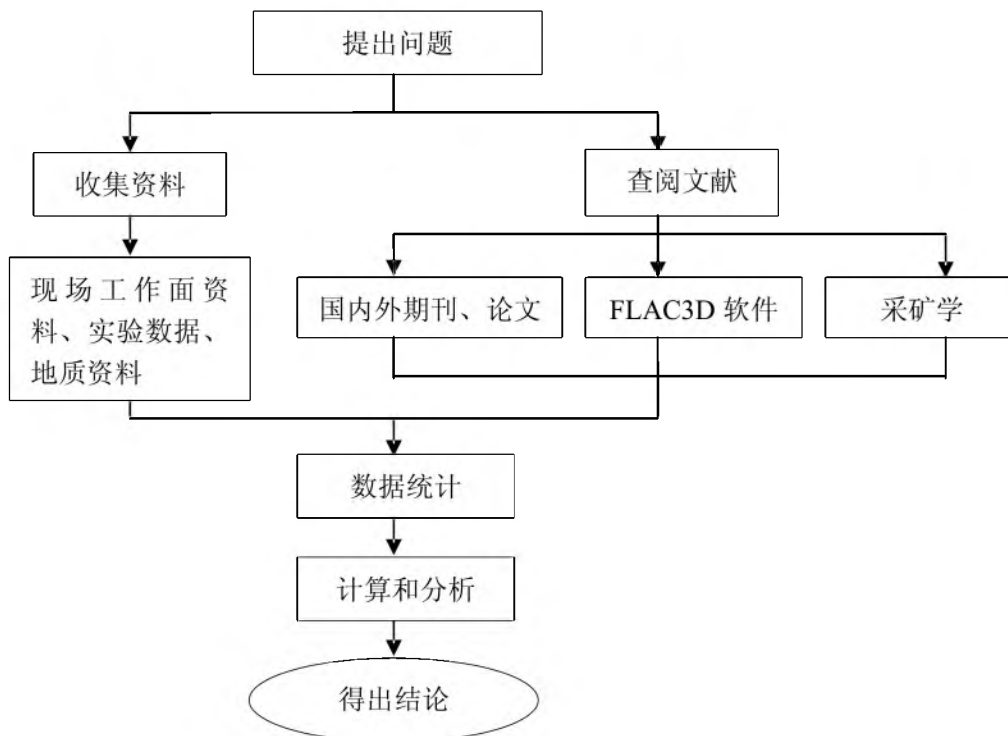 提出问题
收集资料
查阅文献
现场工作面资
料、实验数据、
地质资料
国内外期刊、论文
FLAC3D 软件
采矿学
数据统计
计算和分析
得出结论